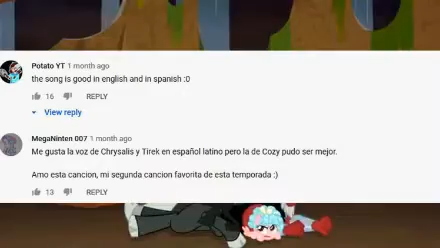 Potato YT 1 month ago
the song is good in english and in spanish :0
16 REPLY
View reply
MegaNinten 007 1 month ago
Me gusta la voz de Chrysalis y Tirek en español latino pero la de Cozy pudo ser mejor.
Amo esta cancion, mi segunda cancion favorita de esta temporada :)
13 REPLY